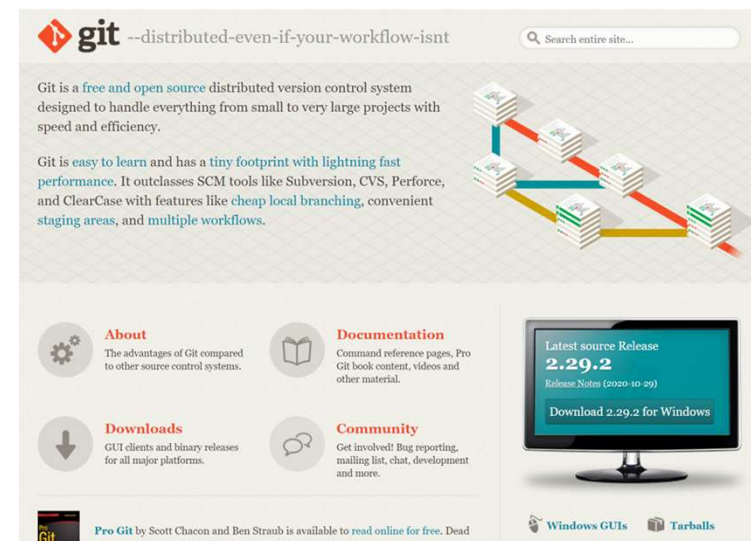 git --distributed-even-if-your-workflow-isnt
Search entire site...
Git is a free and open source distributed version control system
designed to handle everything from small to very large projects with
speed and efficiency.
Git is easy to learn and has a tiny footprint with lightning fast
performance. It outclasses SCM tools like Subversion, CVS, Perforce,
and ClearCase with features like cheap local branching, convenient
staging areas, and multiple workflows.
About
The advantages of Git compared
to other source control systems.
Documentation
Command reference pages, Pro
Git book content, videos and
other material.
Downloads
GUI clients and binary releases
for all major platforms.
Community
Get involved! Bug reporting,
mailing list, chat, development
and more.
Latest source Release
2.29.2
Release Notes (2020-10-29)
Download 2.29.2 for Windows
Windows GUIs
Tarballs
Pro
Git
Pro Git by Scott Chacon and Ben Straub is available to read online for free. Dead